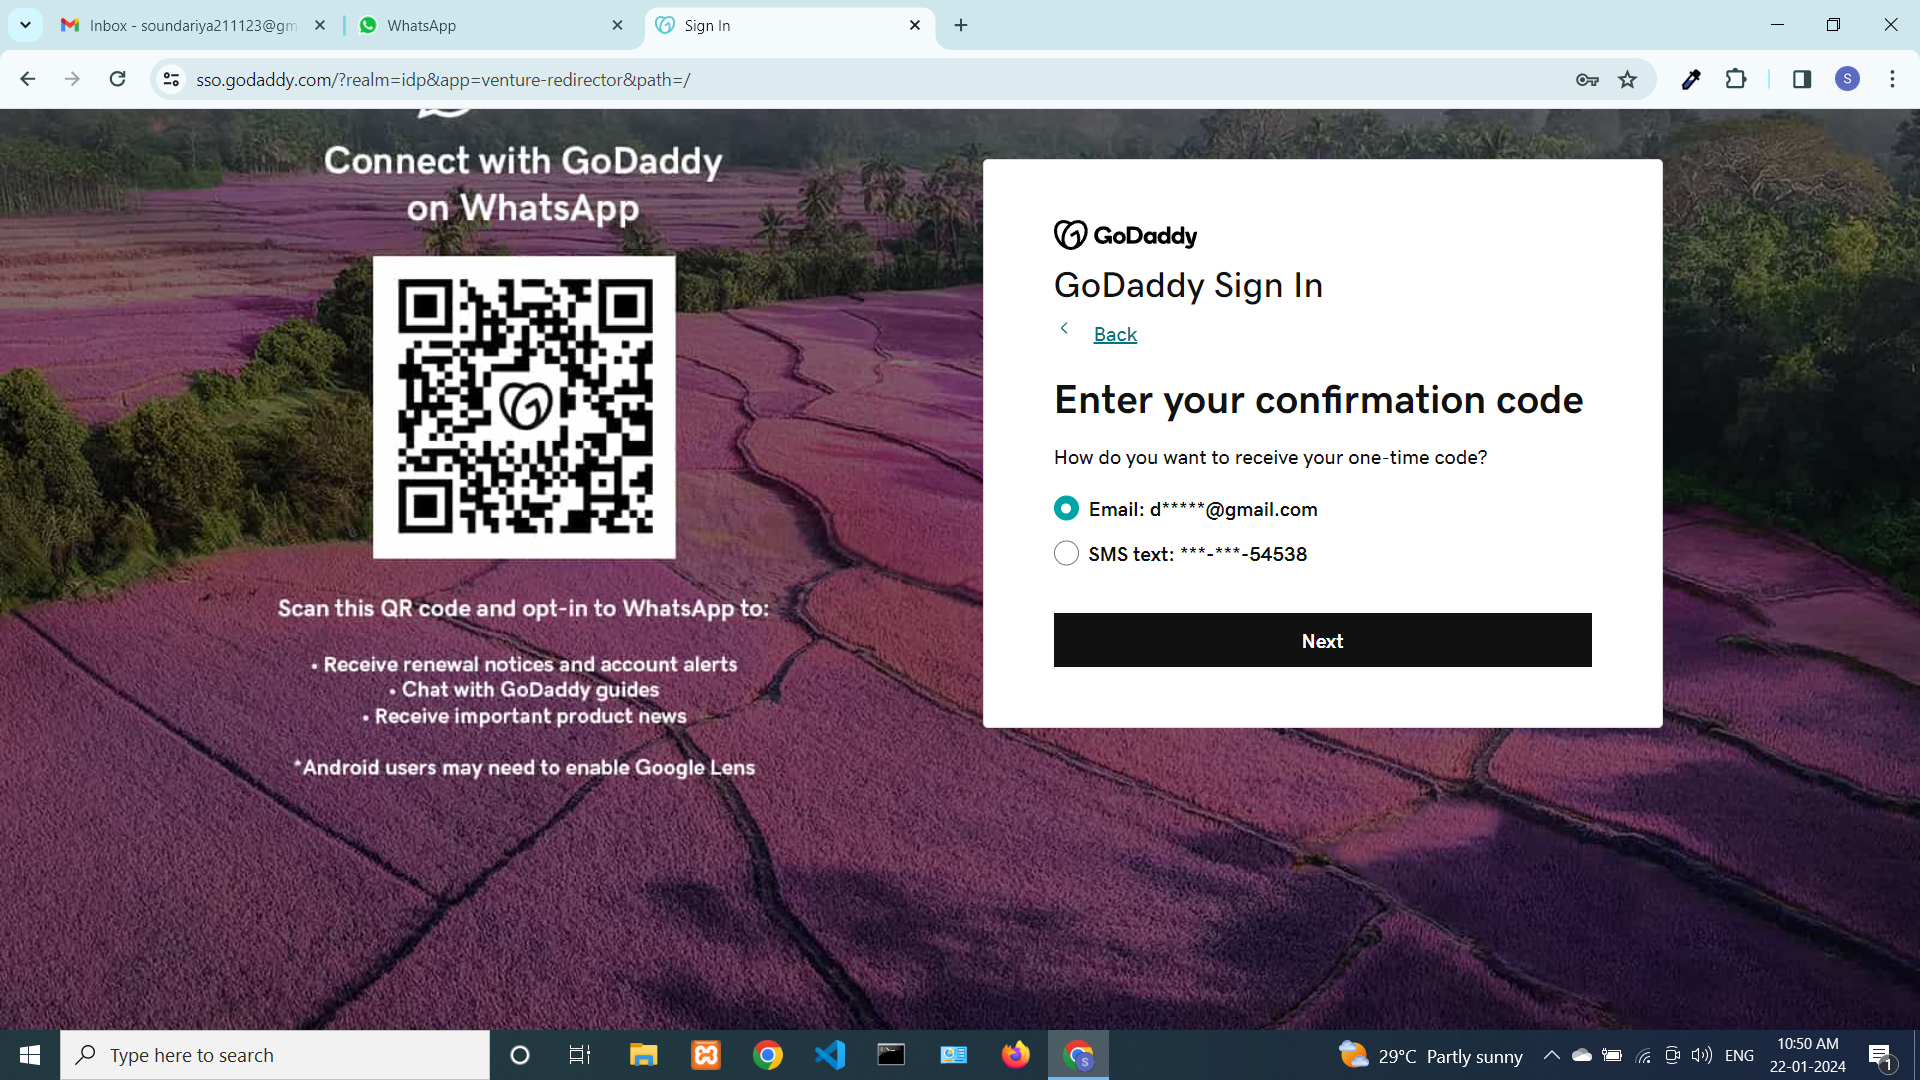 Inbox - soundariya211123@gm
WhatsApp
Sign In
sso.godaddy.com/?realm=idp&app=venture-redirector&path=/
S
Connect with GoDaddy
on WhatsApp
Scan this QR code and opt-in to WhatsApp to:
• Receive renewal notices and account alerts
• Chat with GoDaddy guides
• Receive important product news
*Android users may need to enable Google Lens
GoDaddy
GoDaddy Sign In
Back
Enter your confirmation code
How do you want to receive your one-time code?
Email: d*****@gmail.com
SMS text: ***-***-54538
Next
Type here to search
S
29°C Partly sunny
ENG
10:50 AM
22-01-2024
1